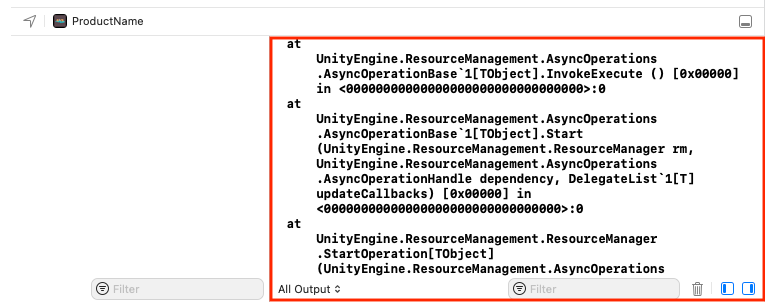 ProductName
at
UnityEngine.ResourceManagement.AsyncOperations
.AsyncOperationBase`1[TObject].InvokeExecute () [0x00000]
in <00000000000000000000000000000000>:0
at
UnityEngine.ResourceManagement.AsyncOperations
.AsyncOperationBase`1[TObject].Start
(UnityEngine.ResourceManagement.ResourceManager rm,
UnityEngine.ResourceManagement.AsyncOperations
.AsyncOperationHandle dependency, DelegateList`1[T]
updateCallbacks) [0x00000] in
<00000000000000000000000000000000>:0
at
UnityEngine.ResourceManagement.ResourceManager
.StartOperation[TObject]
(UnityEngine.ResourceManagement.AsyncOperations
Filter
All Output
Filter